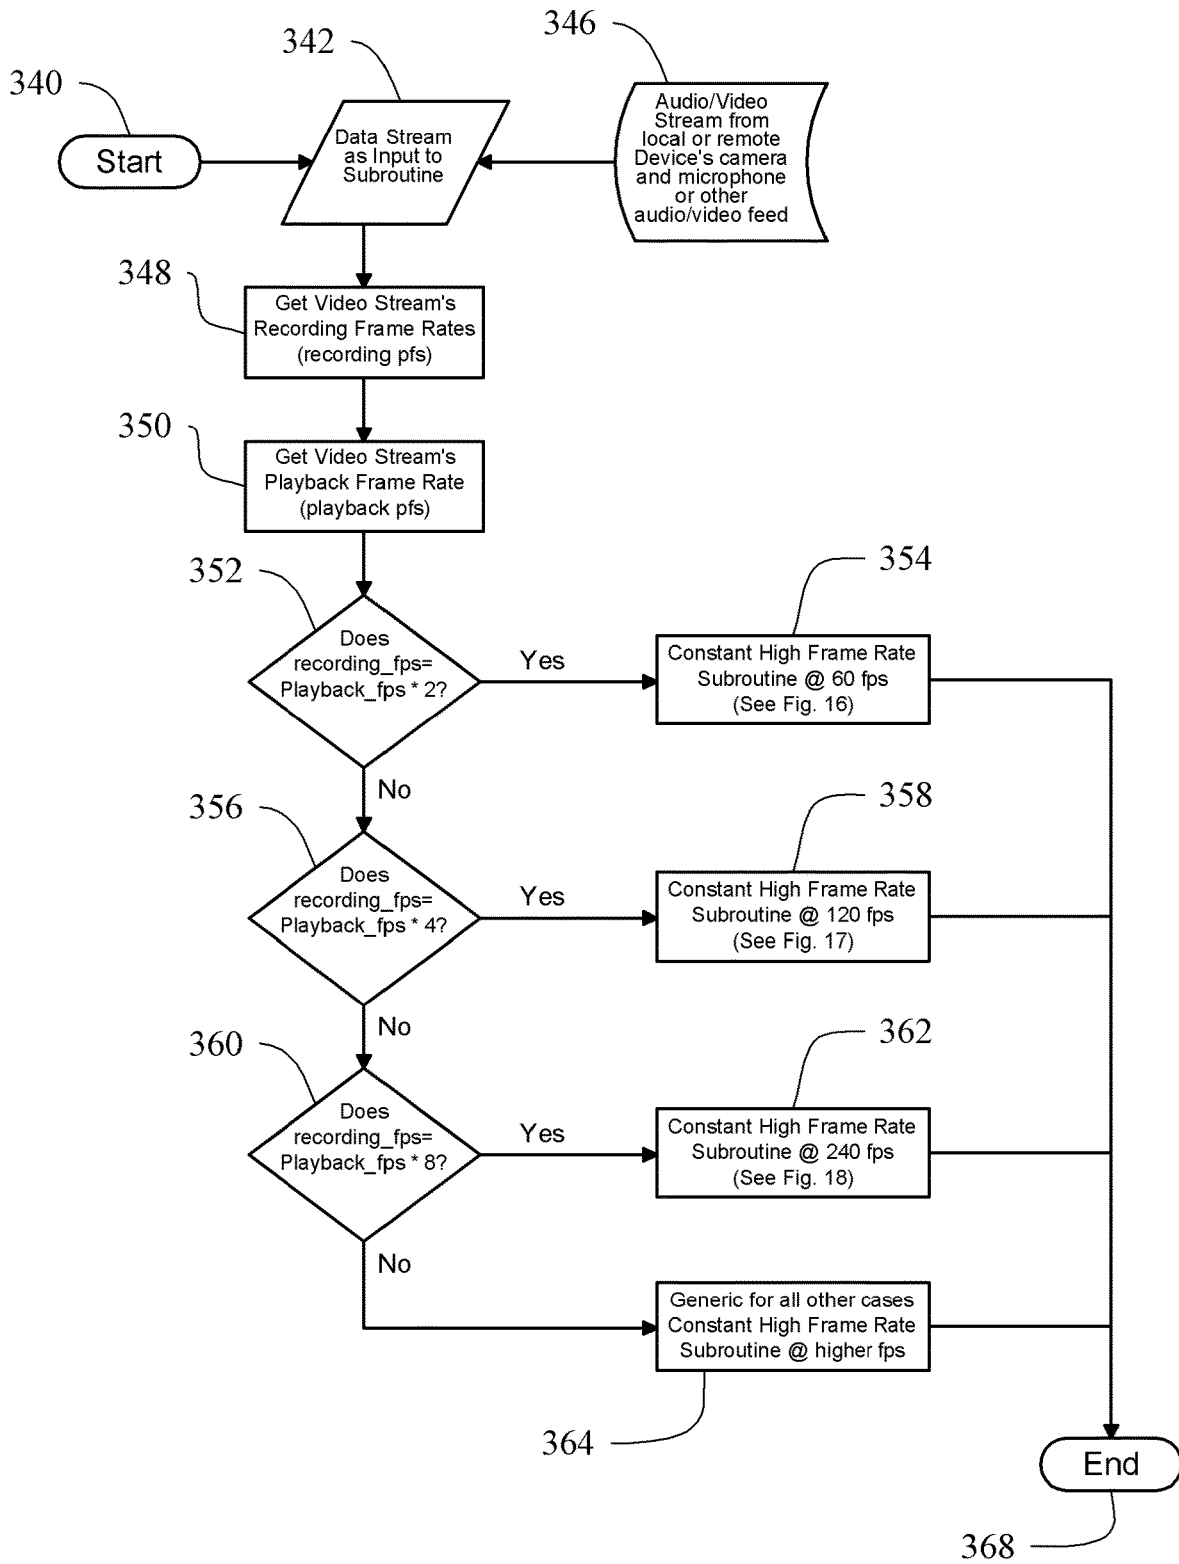 342
346
340
Start
Data Stream
as Input to
Subroutine
Audio/Video
Stream from
local or remote
Device's camera
and microphone
or other
audio/video feed
348
Get Video Stream's
Recording Frame Rates
(recording pfs)
350
Get Video Stream's
Playback Frame Rate
(playback pfs)
352
Does
recording_fps=
Playback_fps * 2?
Yes
354
Constant High Frame Rate
Subroutine @ 60 fps
(See Fig. 16)
No
356
Does
recording_fps=
Playback_fps * 4?
Yes
358
Constant High Frame Rate
Subroutine @ 120 fps
(See Fig. 17)
No
360
Does
recording_fps=
Playback_fps * 8?
Yes
362
Constant High Frame Rate
Subroutine @ 240 fps
(See Fig. 18)
No
Generic for all other cases
Constant High Frame Rate
Subroutine @ higher fps
364
End
368